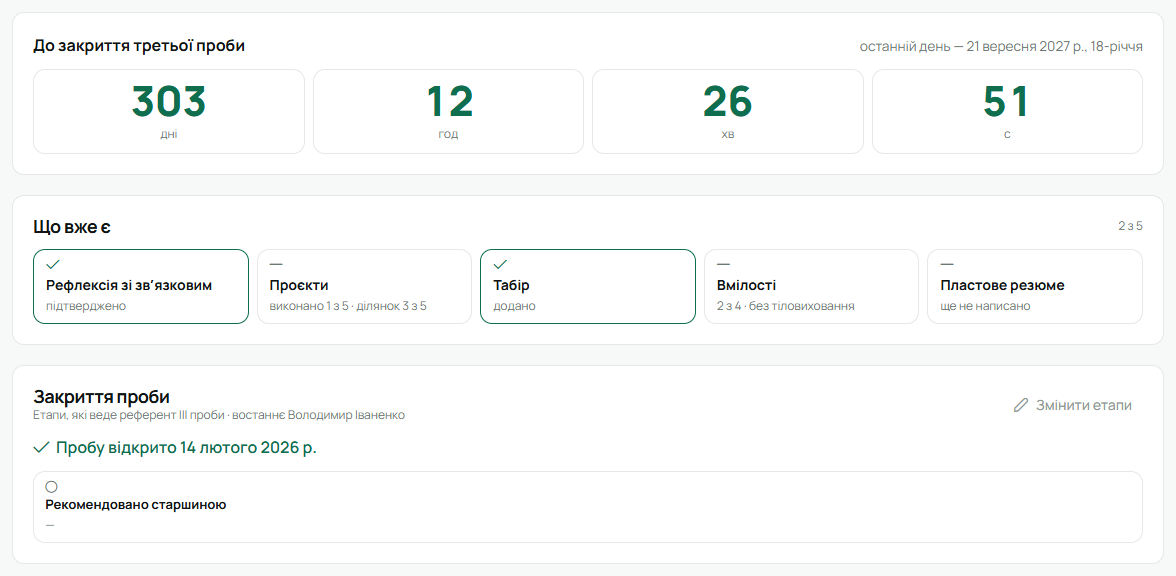 До закриття третьої проби
останній день — 21 вересня 2027 р., 18-річчя
303
дні
12
год
26
хв
51
с
Що вже є
2 з 5
Рефлексія зі зв’язковим
підтверджено
Проєкти
виконано 1 з 5 · ділянок 3 з 5
Табір
додано
Вмілості
2 з 4 · без тіловиховання
Пластове резюме
ще не написано
Закриття проби
Етапи, які веде референт III проби · востаннє Володимир Іваненко
Змінити етапи
Пробу відкрито 14 лютого 2026 р.
Рекомендовано старшиною
—